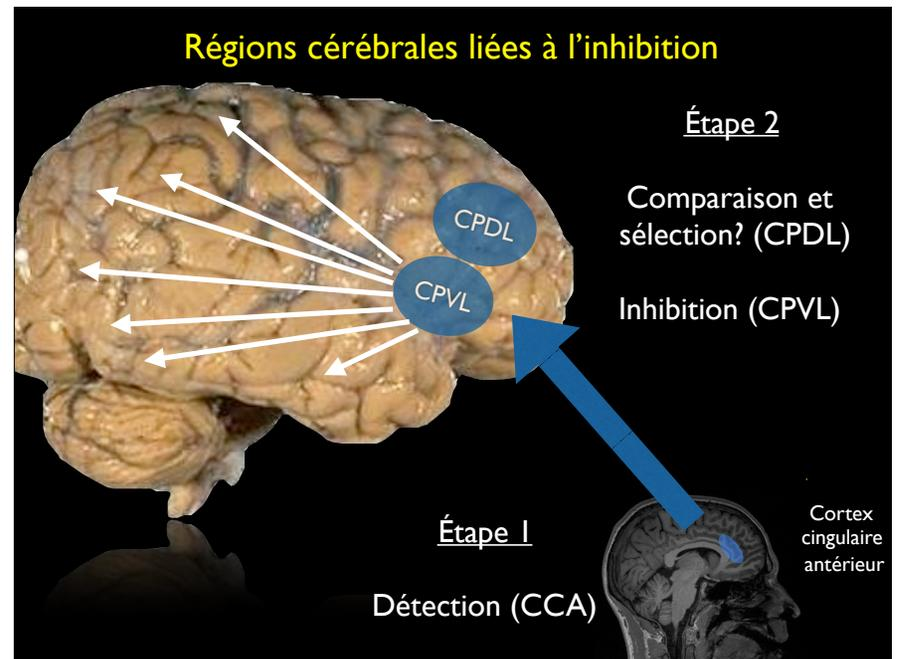 Régions cérébrales liées à l’inhibition
Étape 2
Comparaison et
sélection? (CPDL)
Inhibition (CPVL)
CPDL
CPVL
Étape 1
Détection (CCA)
Cortex
cingulaire
antérieur